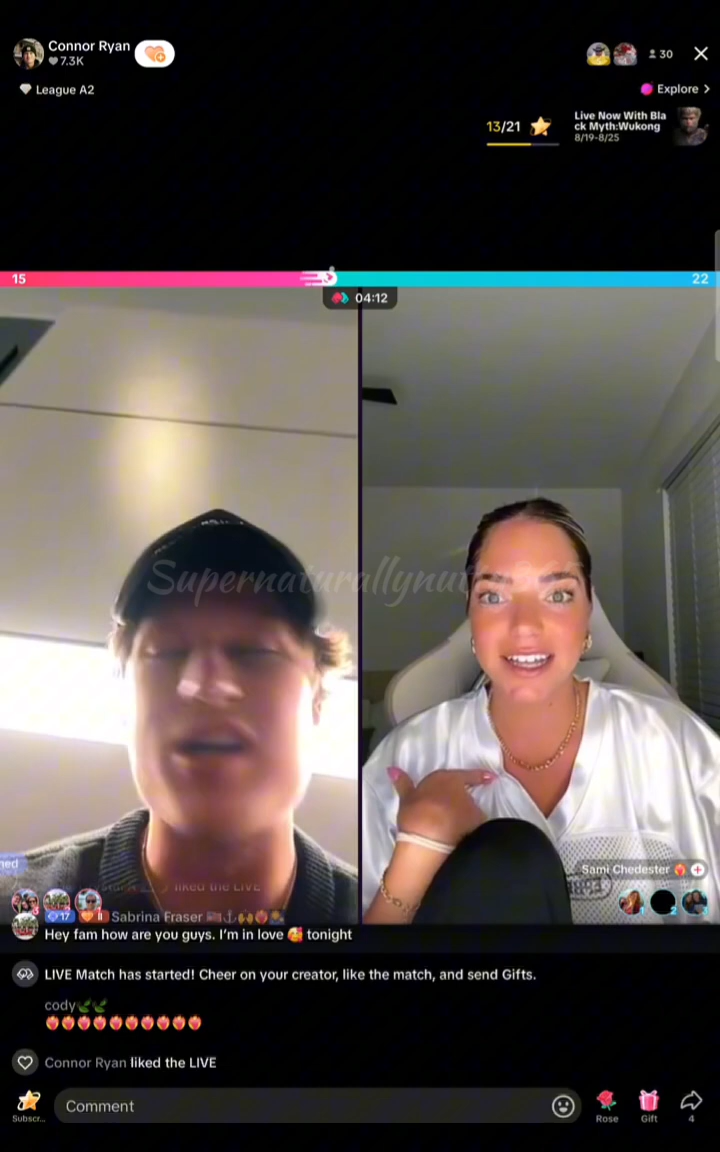 Connor Ryan
7.3K
30
League A2
Explore >
13/21
Live Now With Bla
ck Myth:Wukong
8/19-8/25
15
22
04:12
Sami Chedester
liked the LIVE
17
II
Sabrina Fraser
Hey fam how are you guys. I'm in love 🥰 tonight
LIVE Match has started! Cheer on your creator, like the match, and send Gifts.
cody🌿🌿
❤️‍🔥❤️‍🔥❤️‍🔥❤️‍🔥❤️‍🔥❤️‍🔥❤️‍🔥❤️‍🔥❤️‍🔥❤️‍🔥
Connor Ryan liked the LIVE
Subscr...
Comment
Rose
Gift
4